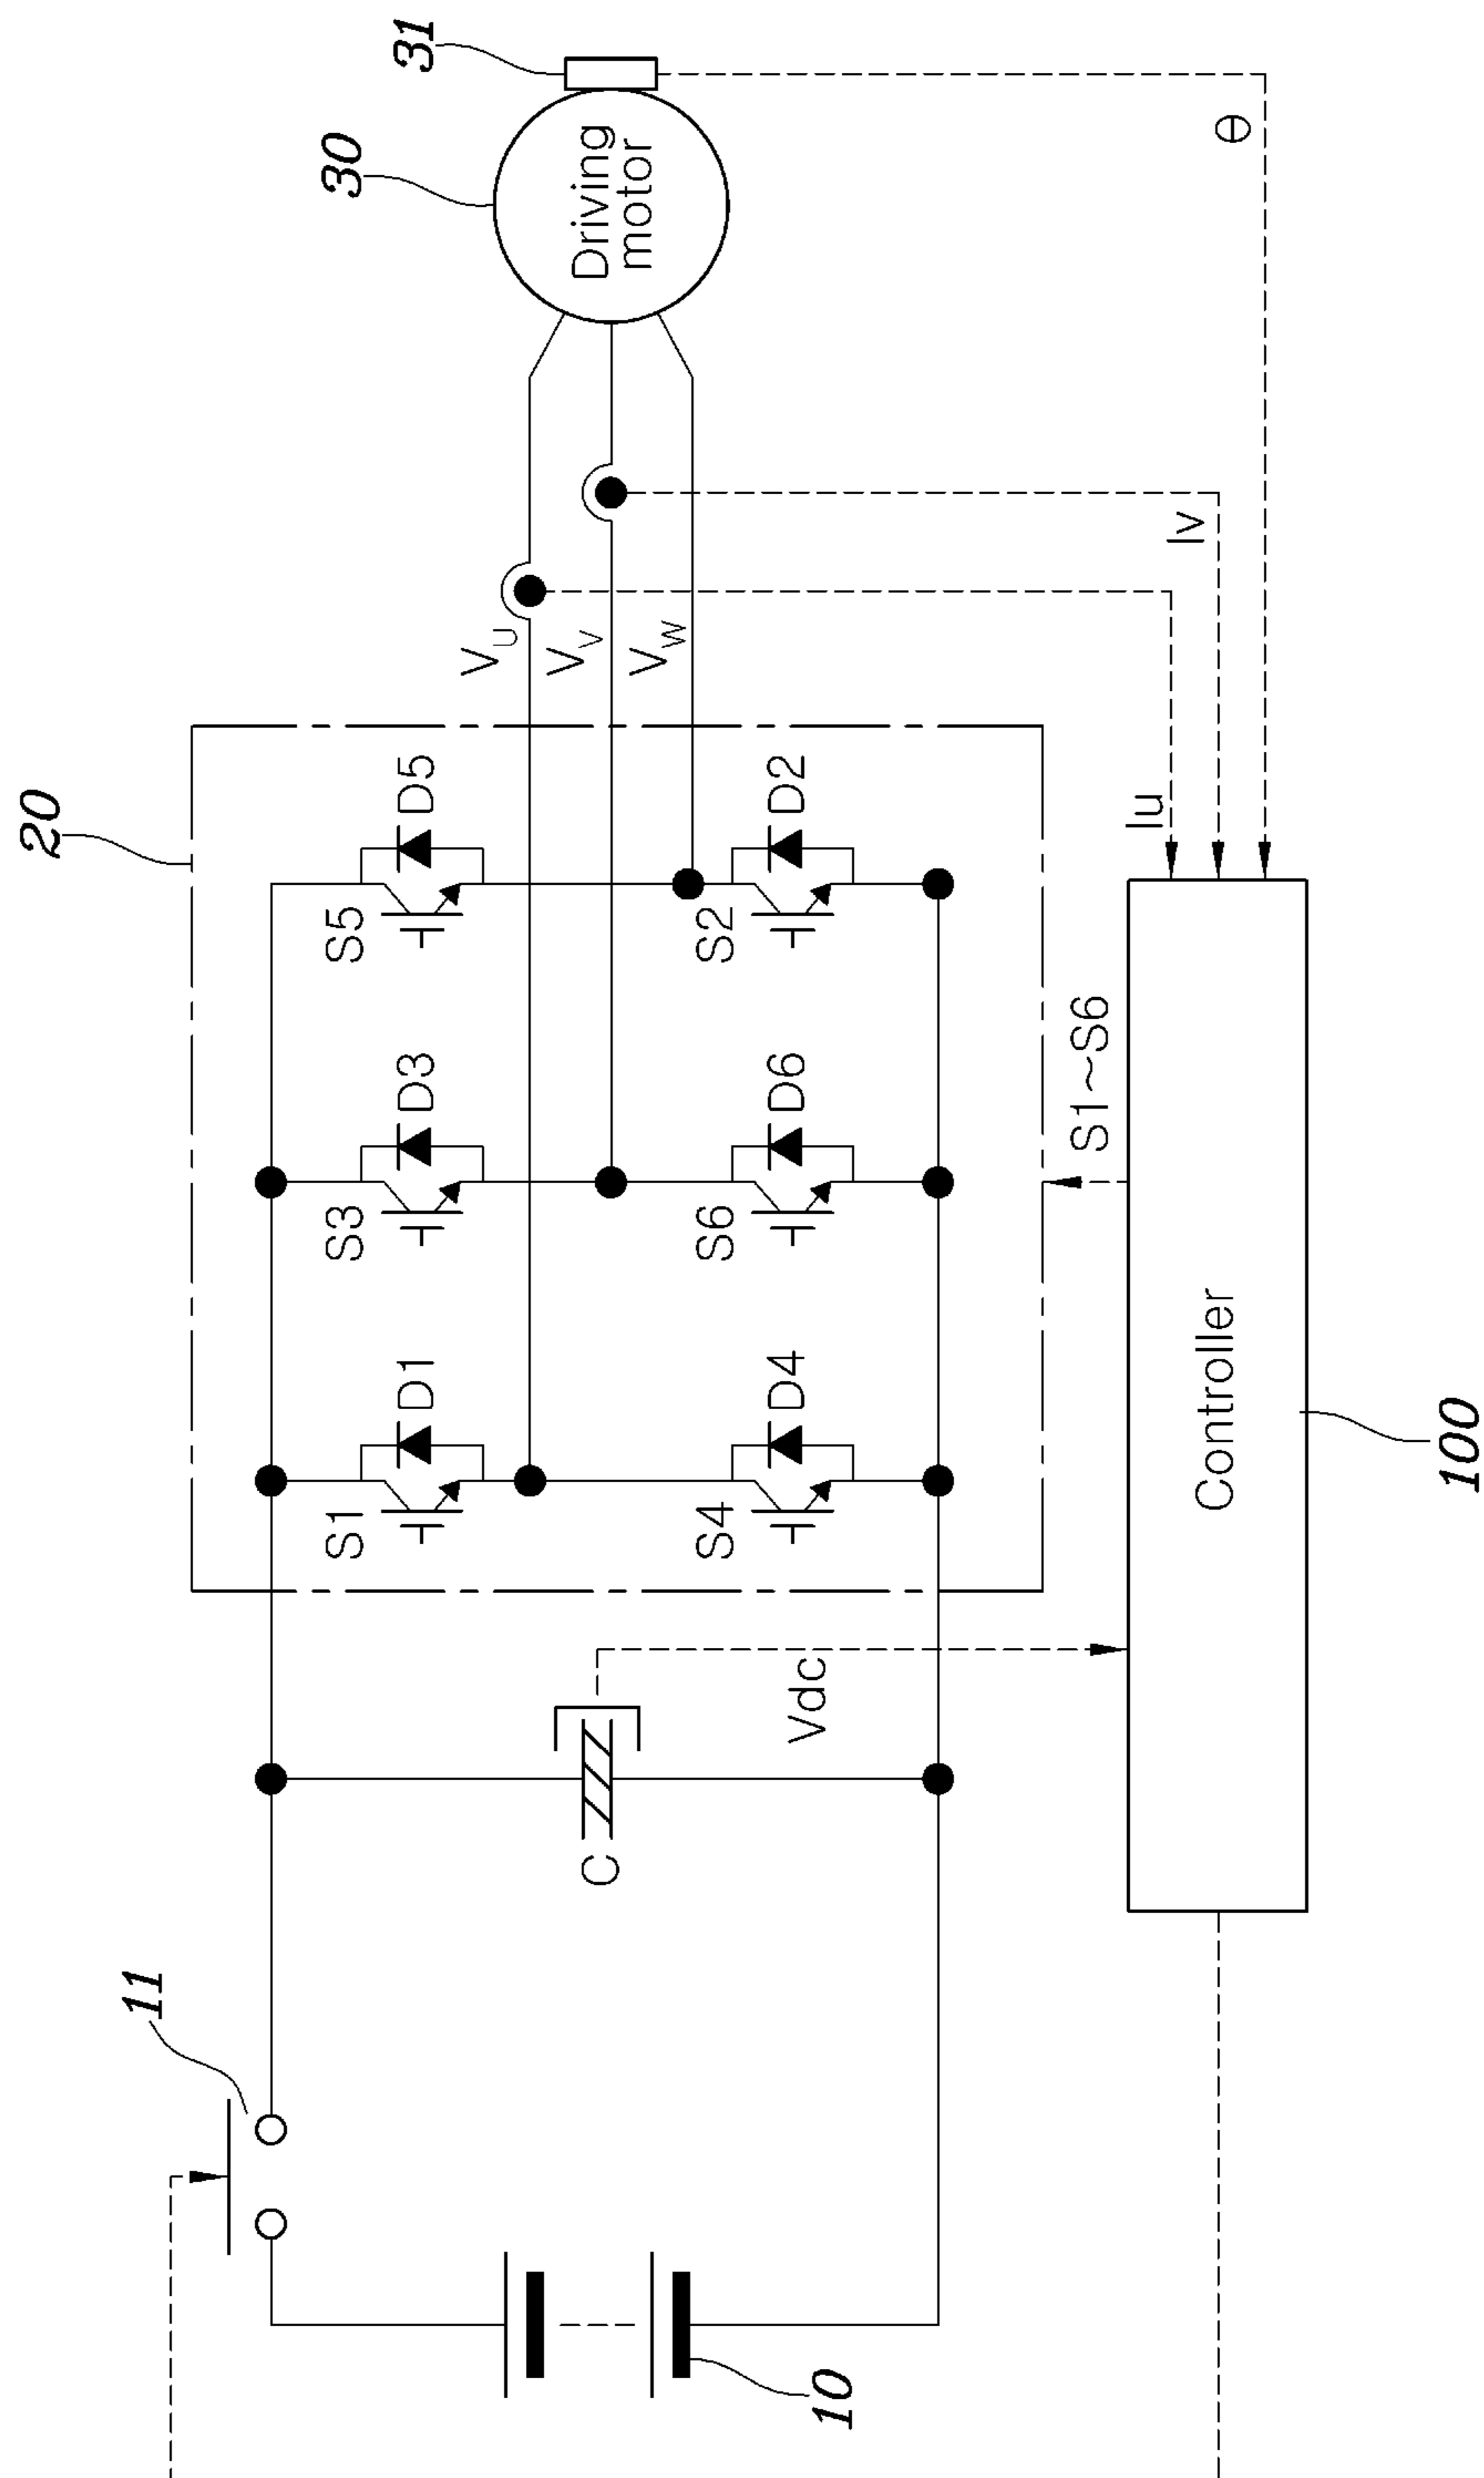 20
30
31
11
S1
D1
S3
D3
S5
D5
VU
VV
VW
Driving
motor
C
S4
D4
S6
D6
S2
D2
Vdc
10
S1~S6
Iu
Iv
θ
Controller
100